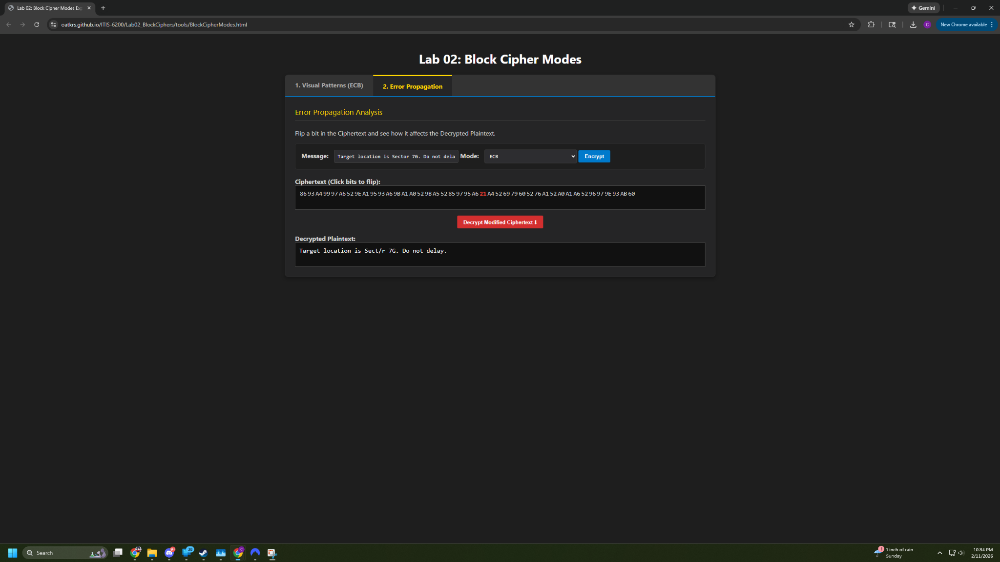 Lab 02: Block Cipher Modes Exp
Gemini
oatkrs.github.io/ITIS-6200/Lab02_BlockCiphers/tools/BlockCipherModes.html
C
New Chrome available
Lab 02: Block Cipher Modes
1. Visual Patterns (ECB)
2. Error Propagation
Error Propagation Analysis
Flip a bit in the Ciphertext and see how it affects the Decrypted Plaintext.
Message: Target location is Sector 7G. Do not dela Mode: ECB Encrypt
Ciphertext (Click bits to flip):
86 93 A4 99 97 A6 52 9E A1 95 93 A6 9B A1 A0 52 9B A5 52 85 97 95 A6 21 A4 52 69 79 60 52 76 A1 52 A0 A1 A6 52 96 97 9E 93 AB 60
Decrypt Modified Ciphertext ⬇
Decrypted Plaintext:
Target location is Sect/r 7G. Do not delay.
Search
9+
38
C
1
1 inch of rain
Sunday
10:34 PM
2/11/2026